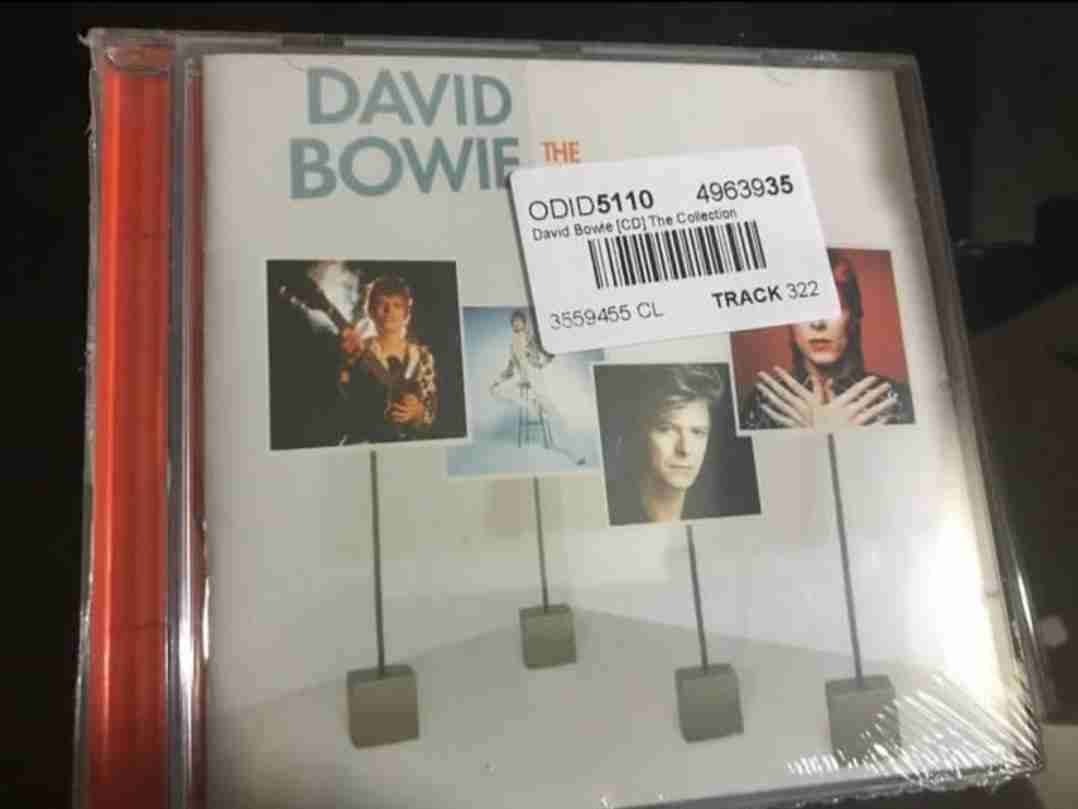 DAVID
BOWIE THE
ODID5110 4963935
David Bowie [CD] The Collection
3559455 CL TRACK 322